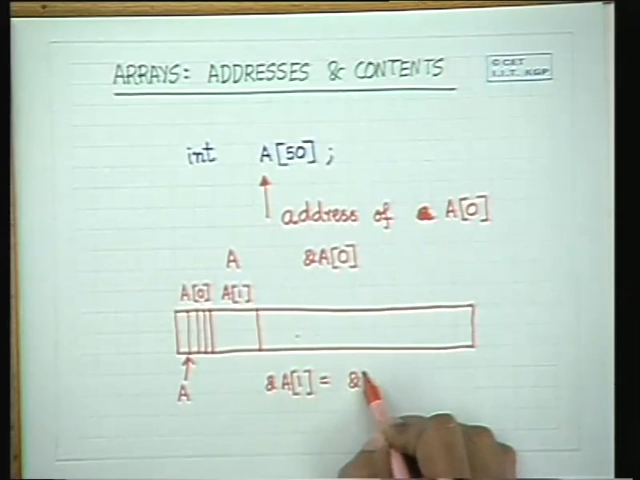 ARRAYS: ADDRESSES & CONTENTS
© CET
I.I.T. KGP
int A[50] ;
address of A[0]
A &A[0]
A[0] A[1]
A
&A[1] = &